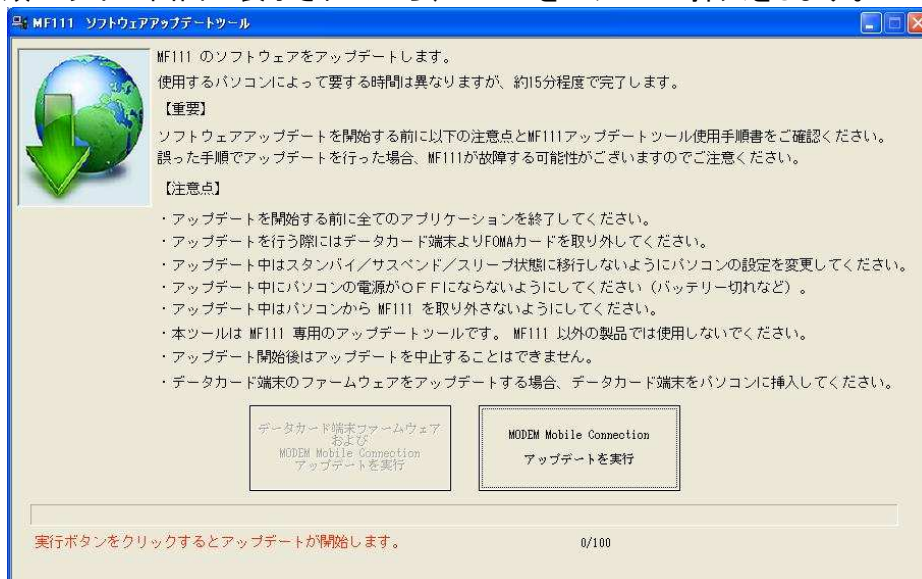 MF111 ソフトウェアアップデートツール
MF111 のソフトウェアをアップデートします。
使用するパソコンによって要する時間は異なりますが、約15分程度で完了します。
【重要】
ソフトウェアアップデートを開始する前に以下の注意点とMF111アップデートツール使用手順書をご確認ください。
誤った手順でアップデートを行った場合、MF111が故障する可能性がございますのでご注意ください。
【注意点】
・アップデートを開始する前に全てのアプリケーションを終了してください。
・アップデートを行う際にはデータカード端末よりFOMAカードを取り外してください。
・アップデート中はスタンバイ／サスペンド／スリープ状態に移行しないようにパソコンの設定を変更してください。
・アップデート中にパソコンの電源がＯＦＦにならないようにしてください（バッテリー切れなど）。
・アップデート中はパソコンから MF111 を取り外さないようにしてください。
・本ツールは MF111 専用のアップデートツールです。 MF111 以外の製品では使用しないでください。
・アップデート開始後はアップデートを中止することはできません。
・データカード端末のファームウェアをアップデートする場合、データカード端末をパソコンに挿入してください。
データカード端末ファームウェア
および
MODEM Mobile Connection
アップデートを実行
MODEM Mobile Connection
アップデートを実行
実行ボタンをクリックするとアップデートが開始します。
0/100